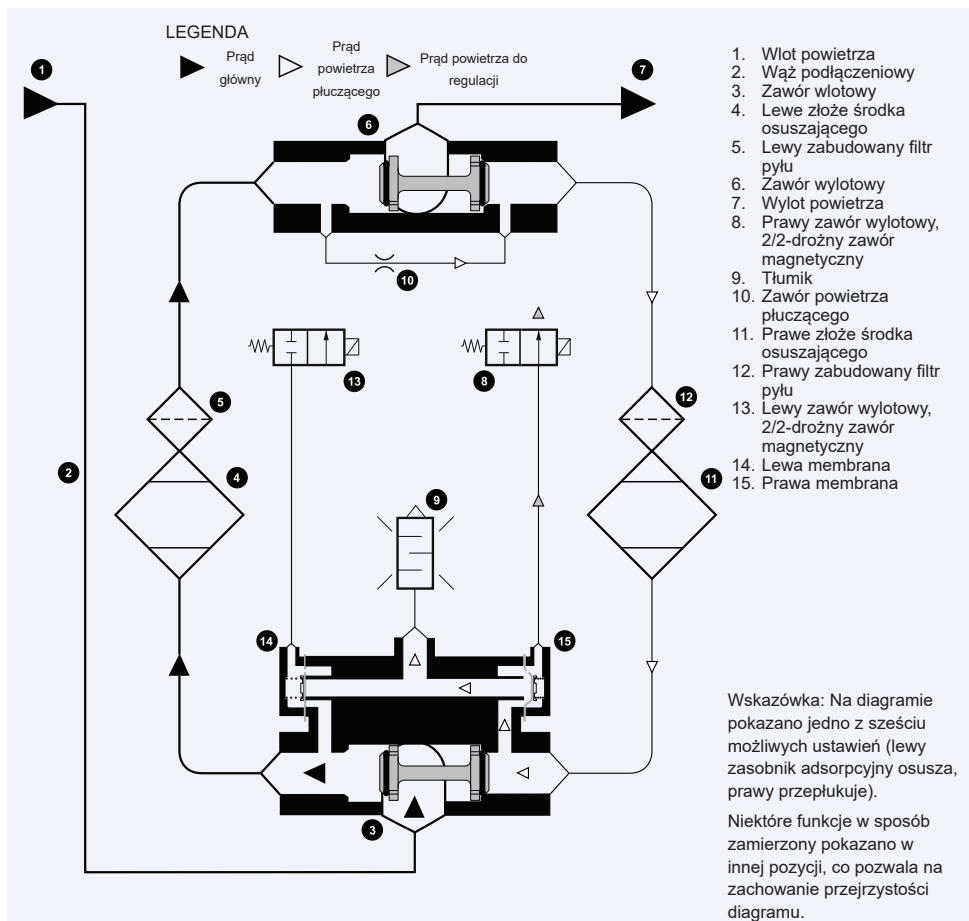 LEGENDA
Prąd
główny
Prąd
powietrza
płuczącego
Prąd powietrza do
regulacji
1
7
6
10
13
8
5
12
2
4
11
9
14
15
3
1. Wlot powietrza
2. Wąż podłączeniowy
3. Zawór wlotowy
4. Lewe złoże środka
osuszającego
5. Lewy zabudowany filtr
pyłu
6. Zawór wylotowy
7. Wylot powietrza
8. Prawy zawór wylotowy,
2/2-drożny zawór
magnetyczny
9. Tłumik
10. Zawór powietrza
płuczącego
11. Prawe złoże środka
osuszającego
12. Prawy zabudowany filtr
pyłu
13. Lewy zawór wylotowy,
2/2-drożny zawór
magnetyczny
14. Lewa membrana
15. Prawa membrana
Wskazówka: Na diagramie
pokazano jedno z sześciu
możliwych ustawień (lewy
zasobnik adsorpcyjny osusza,
prawy przepłukuje).
Niektóre funkcje w sposób
zamierzony pokazano w
innej pozycji, co pozwala na
zachowanie przejrzystości
diagramu.